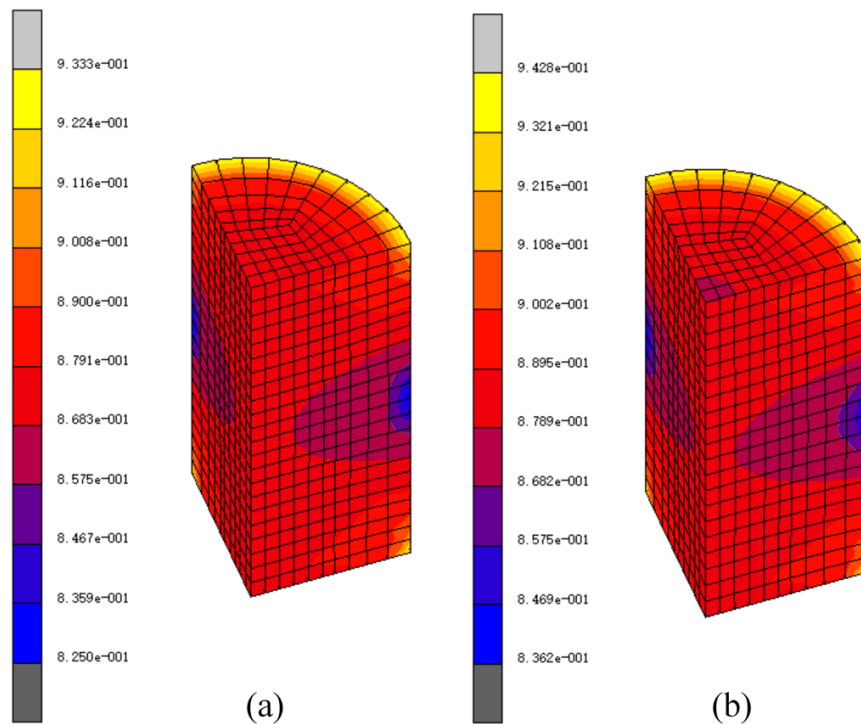 9.333e-001
9.224e-001
9.116e-001
9.008e-001
8.900e-001
8.791e-001
8.683e-001
8.575e-001
8.467e-001
8.359e-001
8.250e-001
(a)
9.428e-001
9.321e-001
9.215e-001
9.108e-001
9.002e-001
8.895e-001
8.789e-001
8.682e-001
8.575e-001
8.469e-001
8.362e-001
(b)